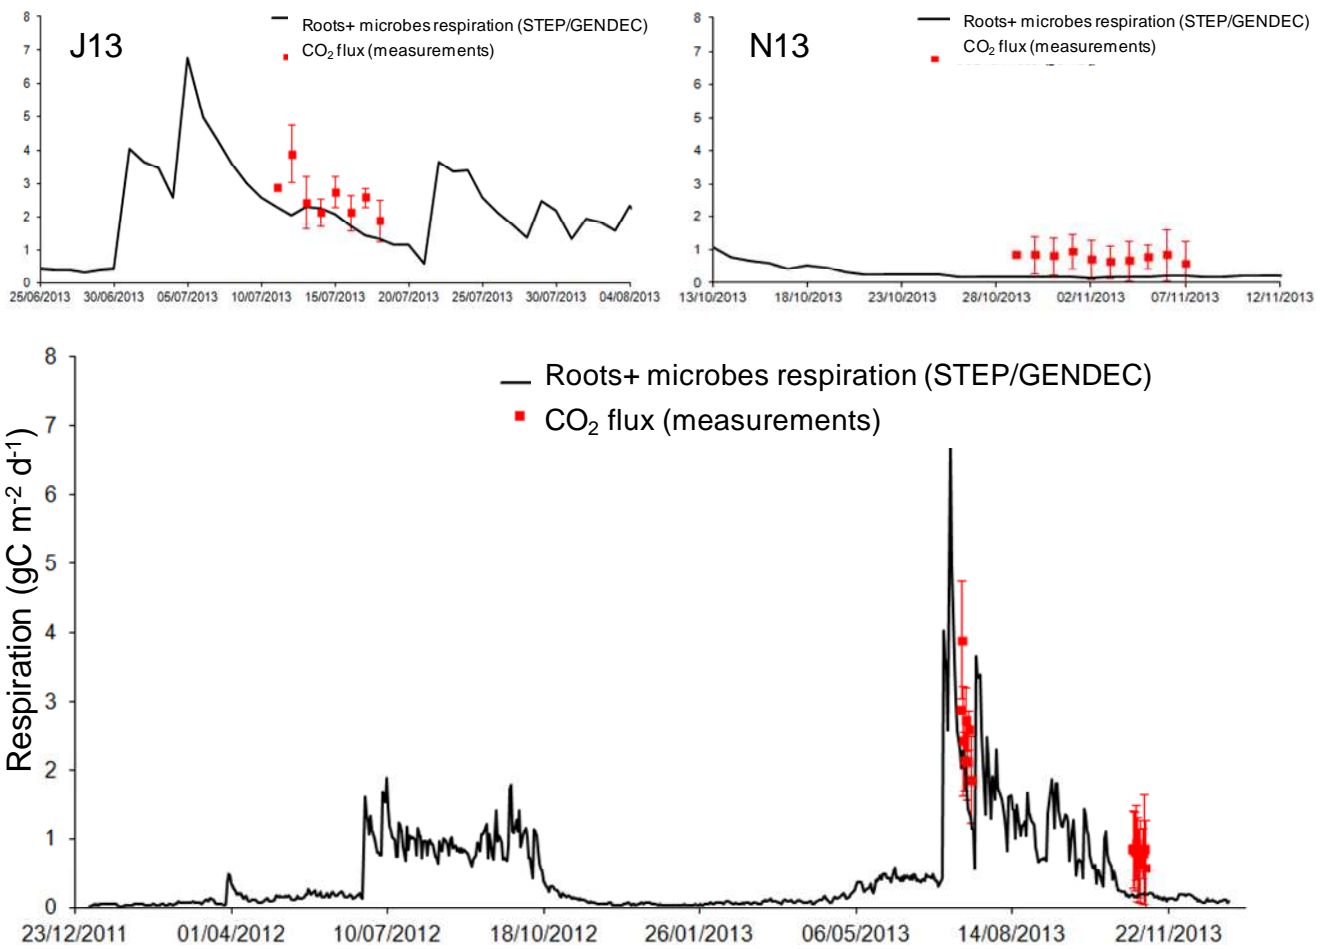 J13
Roots+ microbes respiration (STEP/GENDEC)
CO2 flux (measurements)
8
7
6
5
4
3
2
1
0
25/06/2013 30/06/2013 05/07/2013 10/07/2013 15/07/2013 20/07/2013 25/07/2013 30/07/2013 04/08/2013
N13
Roots+ microbes respiration (STEP/GENDEC)
CO2 flux (measurements)
8
7
6
5
4
3
2
1
0
13/10/2013 18/10/2013 23/10/2013 28/10/2013 02/11/2013 07/11/2013 12/11/2013
Roots+ microbes respiration (STEP/GENDEC)
CO2 flux (measurements)
Respiration (gC m-2 d-1)
8
7
6
5
4
3
2
1
0
23/12/2011 01/04/2012 10/07/2012 18/10/2012 26/01/2013 06/05/2013 14/08/2013 22/11/2013